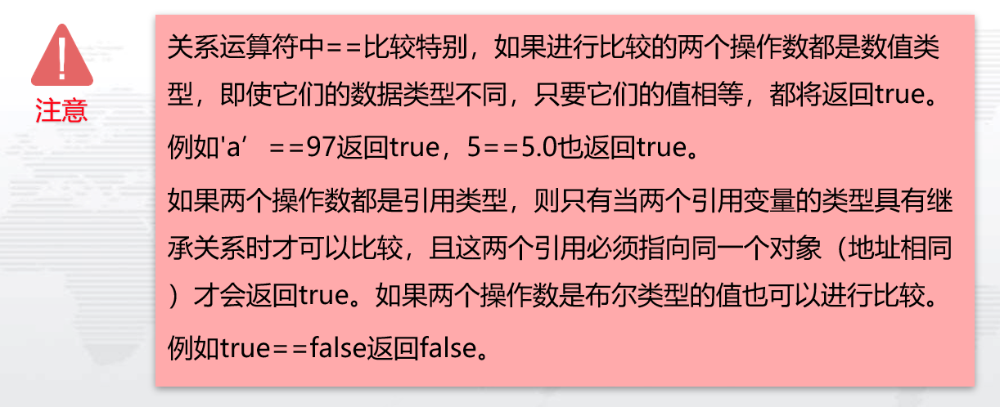 注意
关系运算符中==比较特别，如果进行比较的两个操作数都是数值类
型，即使它们的数据类型不同，只要它们的值相等，都将返回true。
例如'a’==97返回true，5==5.0也返回true。
如果两个操作数都是引用类型，则只有当两个引用变量的类型具有继
承关系时才可以比较，且这两个引用必须指向同一个对象（地址相同
）才会返回true。如果两个操作数是布尔类型的值也可以进行比较。
例如true==false返回false。